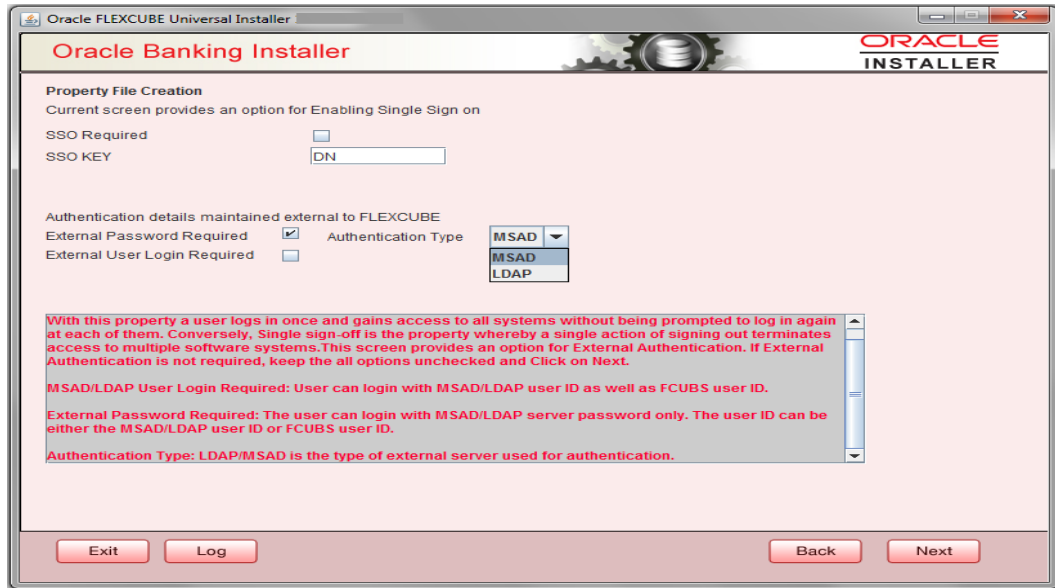 Oracle FLEXCUBE Universal Installer
Oracle Banking Installer
ORACLE
INSTALLER
Property File Creation
Current screen provides an option for Enabling Single Sign on
SSO Required
SSO KEY DN
Authentication details maintained external to FLEXCUBE
External Password Required Authentication Type MSAD
External User Login Required MSAD
LDAP
With this property a user logs in once and gains access to all systems without being prompted to log in again
at each of them. Conversely, Single sign-off is the property whereby a single action of signing out terminates
access to multiple software systems.This screen provides an option for External Authentication. If External
Authentication is not required, keep the all options unchecked and Click on Next.
MSAD/LDAP User Login Required: User can login with MSAD/LDAP user ID as well as FCUBS user ID.
External Password Required: The user can login with MSAD/LDAP server password only. The user ID can be
either the MSAD/LDAP user ID or FCUBS user ID.
Authentication Type: LDAP/MSAD is the type of external server used for authentication.
Exit Log Back Next